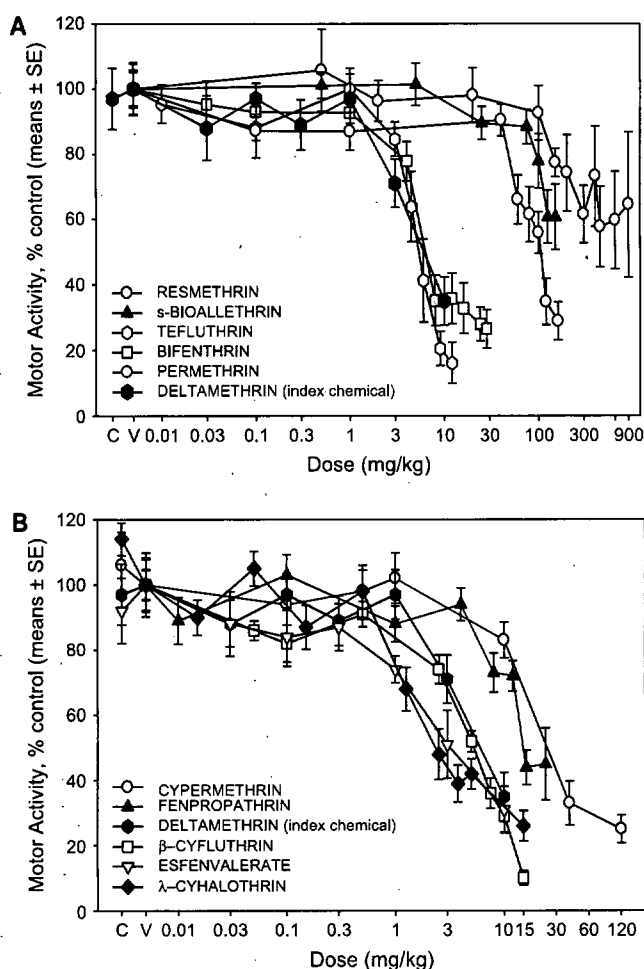 A
Motor Activity, % control (means ± SE)
120
100
80
60
40
20
0
RESMETHRIN
s-BIOALLETHRIN
TEFLUTHRIN
BIFENTHRIN
PERMETHRIN
DELTAMETHRIN (index chemical)
C V 0.01 0.03 0.1 0.3 1 3 10 30 100 300 900
Dose (mg/kg)
B
Motor Activity, % control (means ± SE)
120
100
80
60
40
20
0
CYPERMETHRIN
FENPROPATHRIN
DELTAMETHRIN (index chemical)
β–CYFLUTHRIN
ESFENVALERATE
λ–CYHALOTHRIN
C V 0.01 0.03 0.1 0.3 1 3 10 15 30 60 120
Dose (mg/kg)